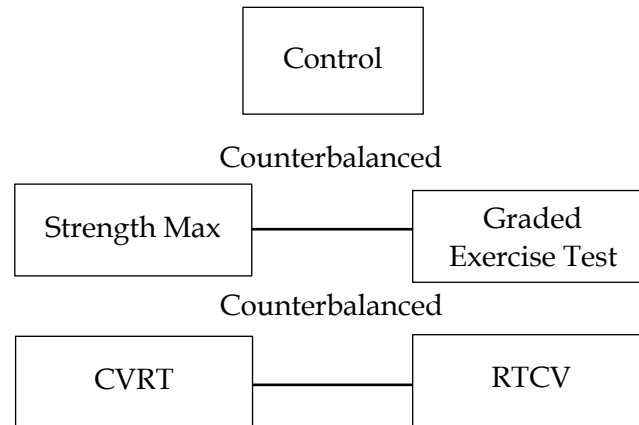 Control
Counterbalanced
Strength Max
Graded
Exercise Test
Counterbalanced
CVRT
RTCV